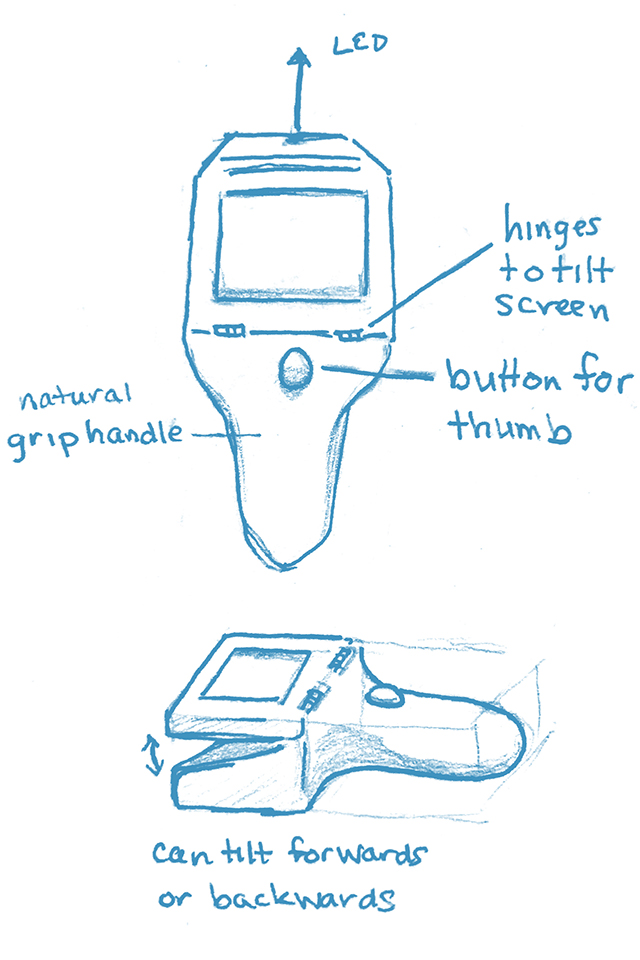 LED
hinges
to tilt
screen
button for
thumb
natural
grip handle
can tilt forwards
or backwards